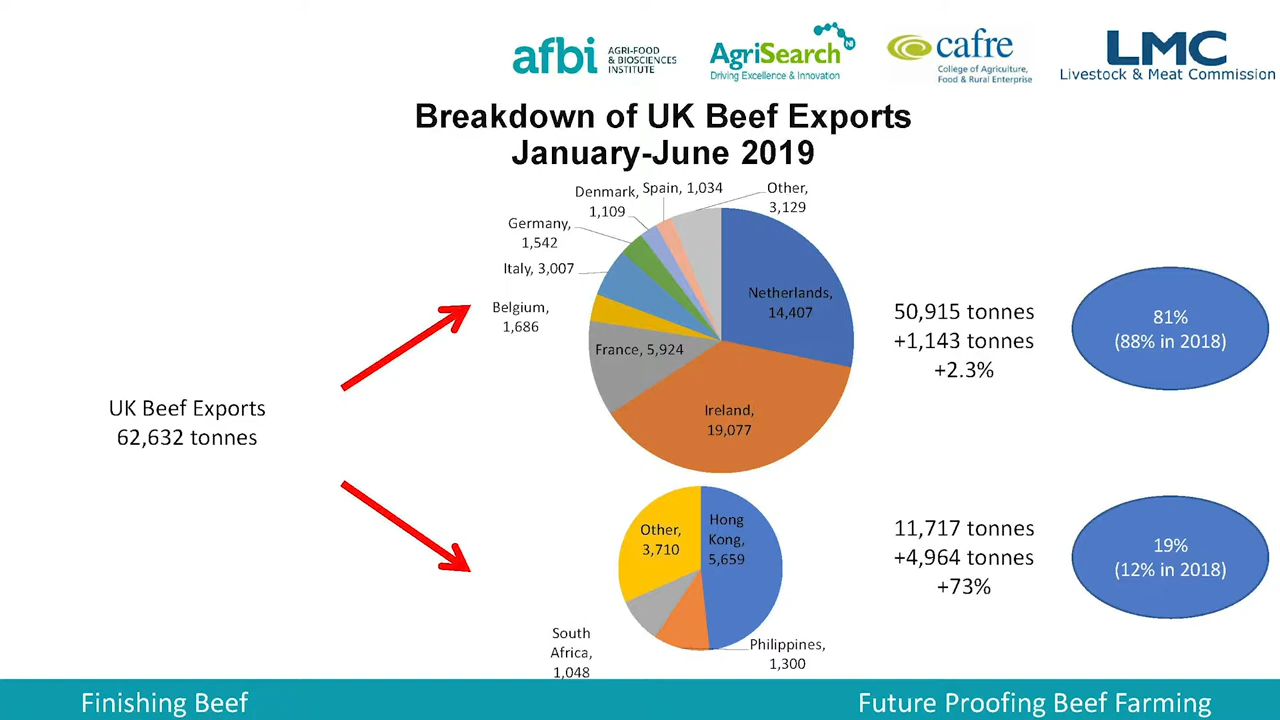 afbi
AGRI-FOOD
& BIOSCIENCES
INSTITUTE
AgriSearch
NI
Driving Excellence & Innovation
cafre
College of Agriculture,
Food & Rural Enterprise
LMC
Livestock & Meat Commission
Breakdown of UK Beef Exports
January-June 2019
Denmark,
1,109
Spain, 1,034
Other,
3,129
Germany,
1,542
Italy, 3,007
Belgium,
1,686
France, 5,924
Netherlands,
14,407
Ireland,
19,077
50,915 tonnes
+1,143 tonnes
+2.3%
81%
(88% in 2018)
UK Beef Exports
62,632 tonnes
Other,
3,710
Hong
Kong,
5,659
South
Africa,
1,048
Philippines,
1,300
11,717 tonnes
+4,964 tonnes
+73%
19%
(12% in 2018)
Finishing Beef
Future Proofing Beef Farming